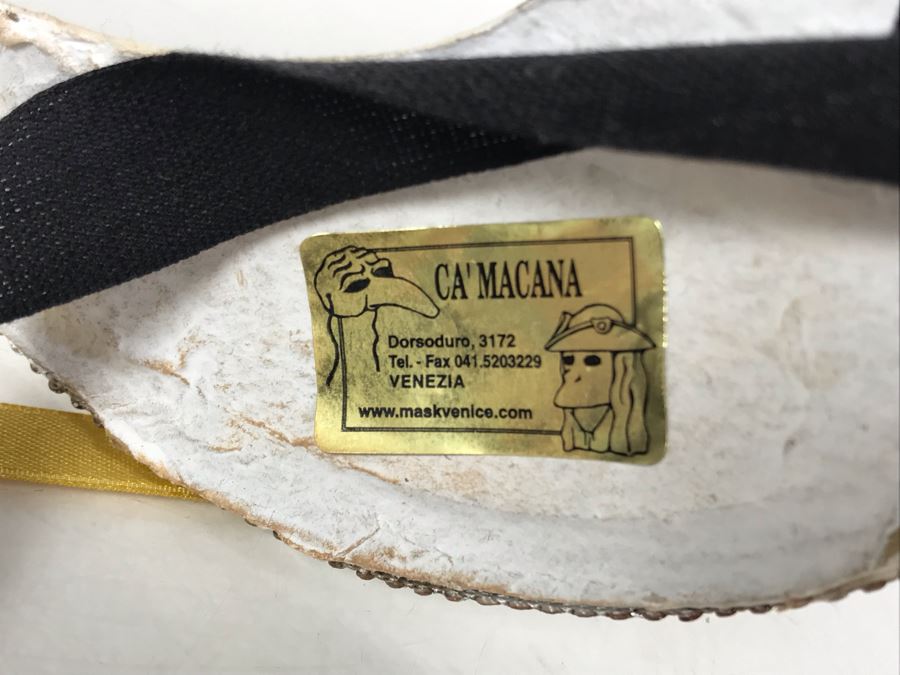 CA' MACANA
Dorsoduro, 3172
Tel. - Fax 041.5203229
VENEZIA
www.maskvenice.com